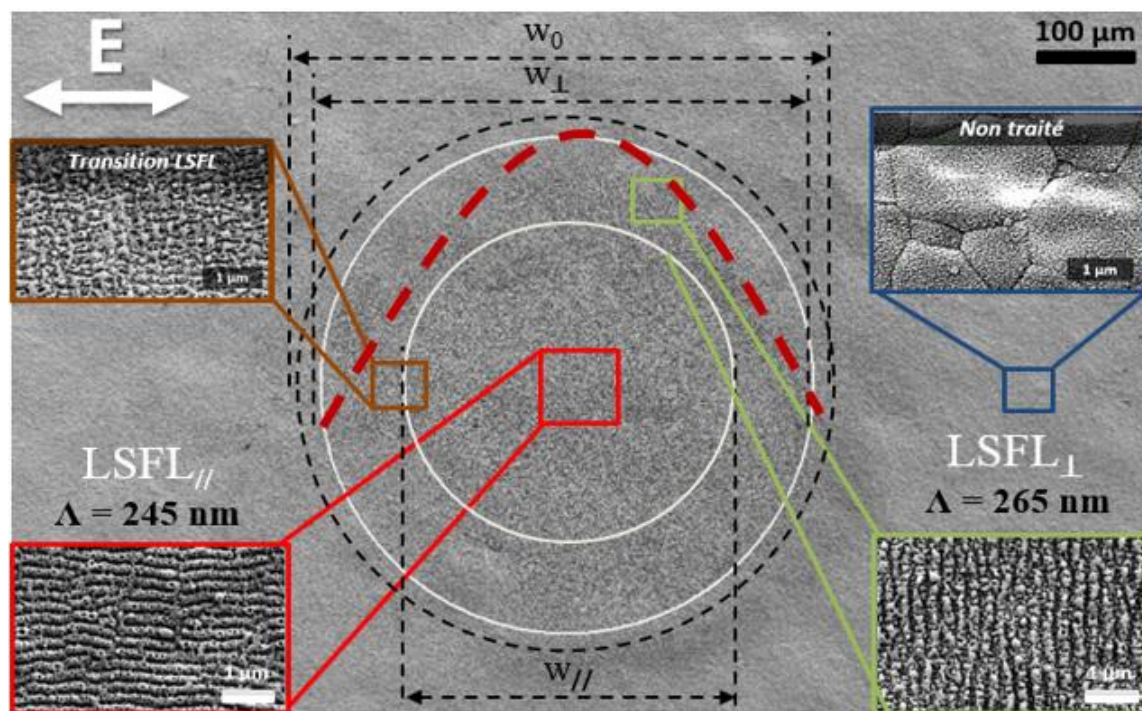 E
w₀
w⊥
100 µm
Transition LSFL
1 µm
Non traité
1 µm
LSFL//
Λ = 245 nm
LSFL⊥
Λ = 265 nm
1 µm
w//
1 µm